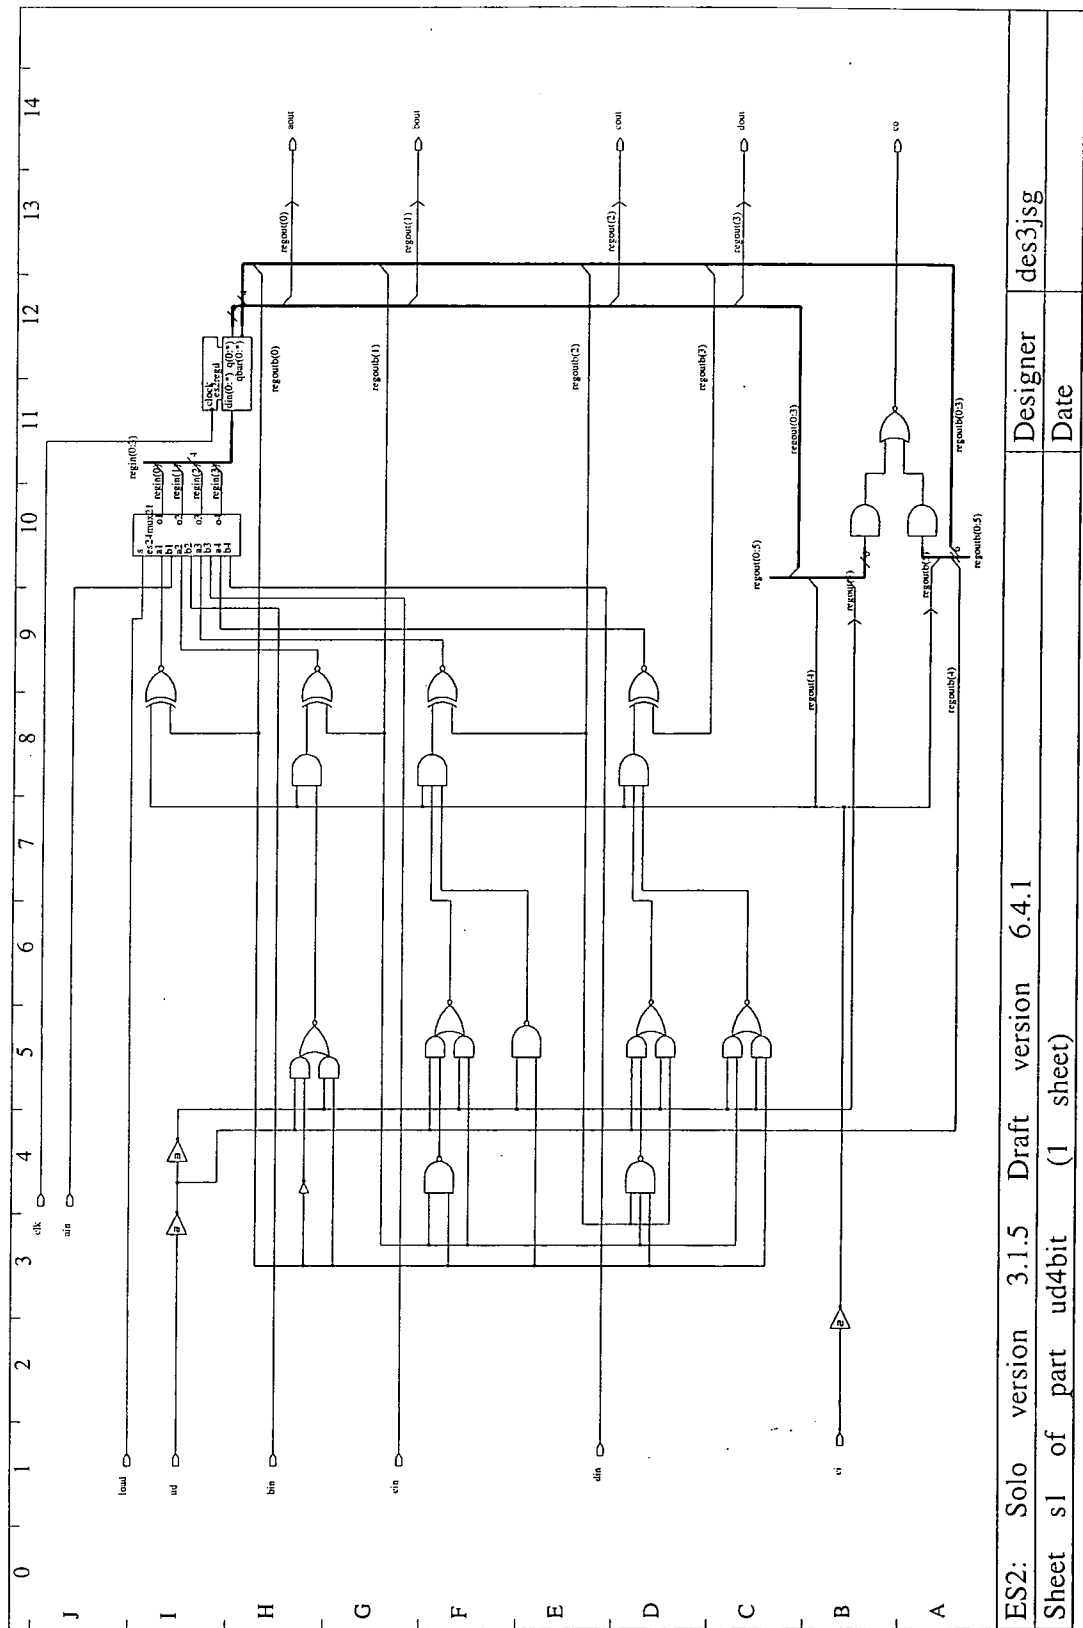 0 1 2 3 4 5 6 7 8 9 10 11 12 13 14
J
I
H
G
F
E
D
C
B
A
clk
ain
load
ud
bin
cin
din
ci
a
a
a
s
es24mux21
a1 o1
b1
a2 o2
b2
a3 o3
b3
a4 o4
b4
regin(0:3)
regin(0)
regin(1)
regin(2)
regin(3)
4
clock
es2regd
din(0:*) q(0:*)
qbar(0:*)
4
regout(0)
aout
regout(1)
bout
regout(2)
cout
regout(3)
dout
co
regoutb(0)
regoutb(1)
regoutb(2)
regoutb(3)
regout(0:3)
regout(0:5)
regout(4)
6
regoutb(0:3)
regoutb(0:5)
regoutb(4)
6
ES2: Solo version 3.1.5 Draft version 6.4.1
Designer des3jsg
Sheet s1 of part ud4bit (1 sheet)
Date